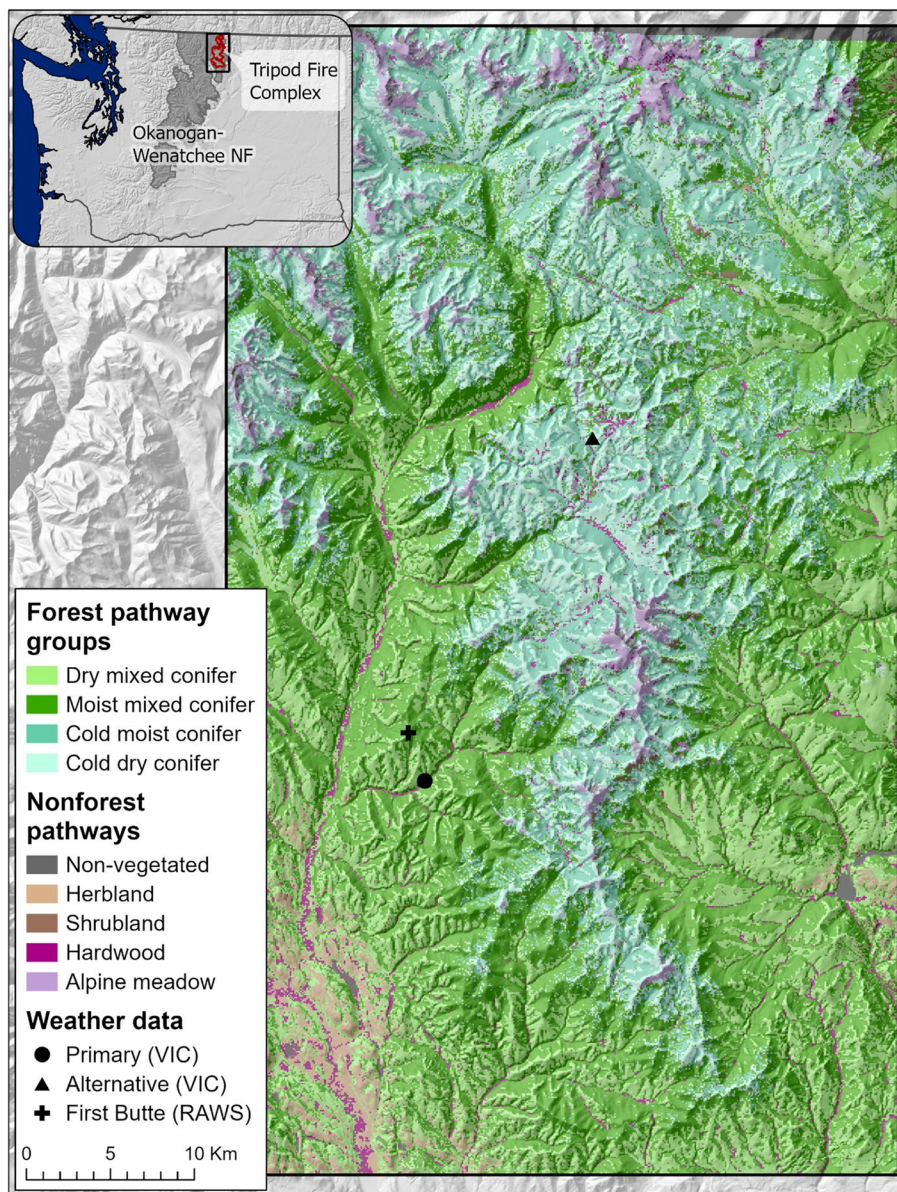 Tripod Fire
Complex
Okanogan-
Wenatchee NF
Forest pathway
groups
Dry mixed conifer
Moist mixed conifer
Cold moist conifer
Cold dry conifer
Nonforest
pathways
Non-vegetated
Herbland
Shrubland
Hardwood
Alpine meadow
Weather data
Primary (VIC)
Alternative (VIC)
First Butte (RAWS)
0 5 10 Km